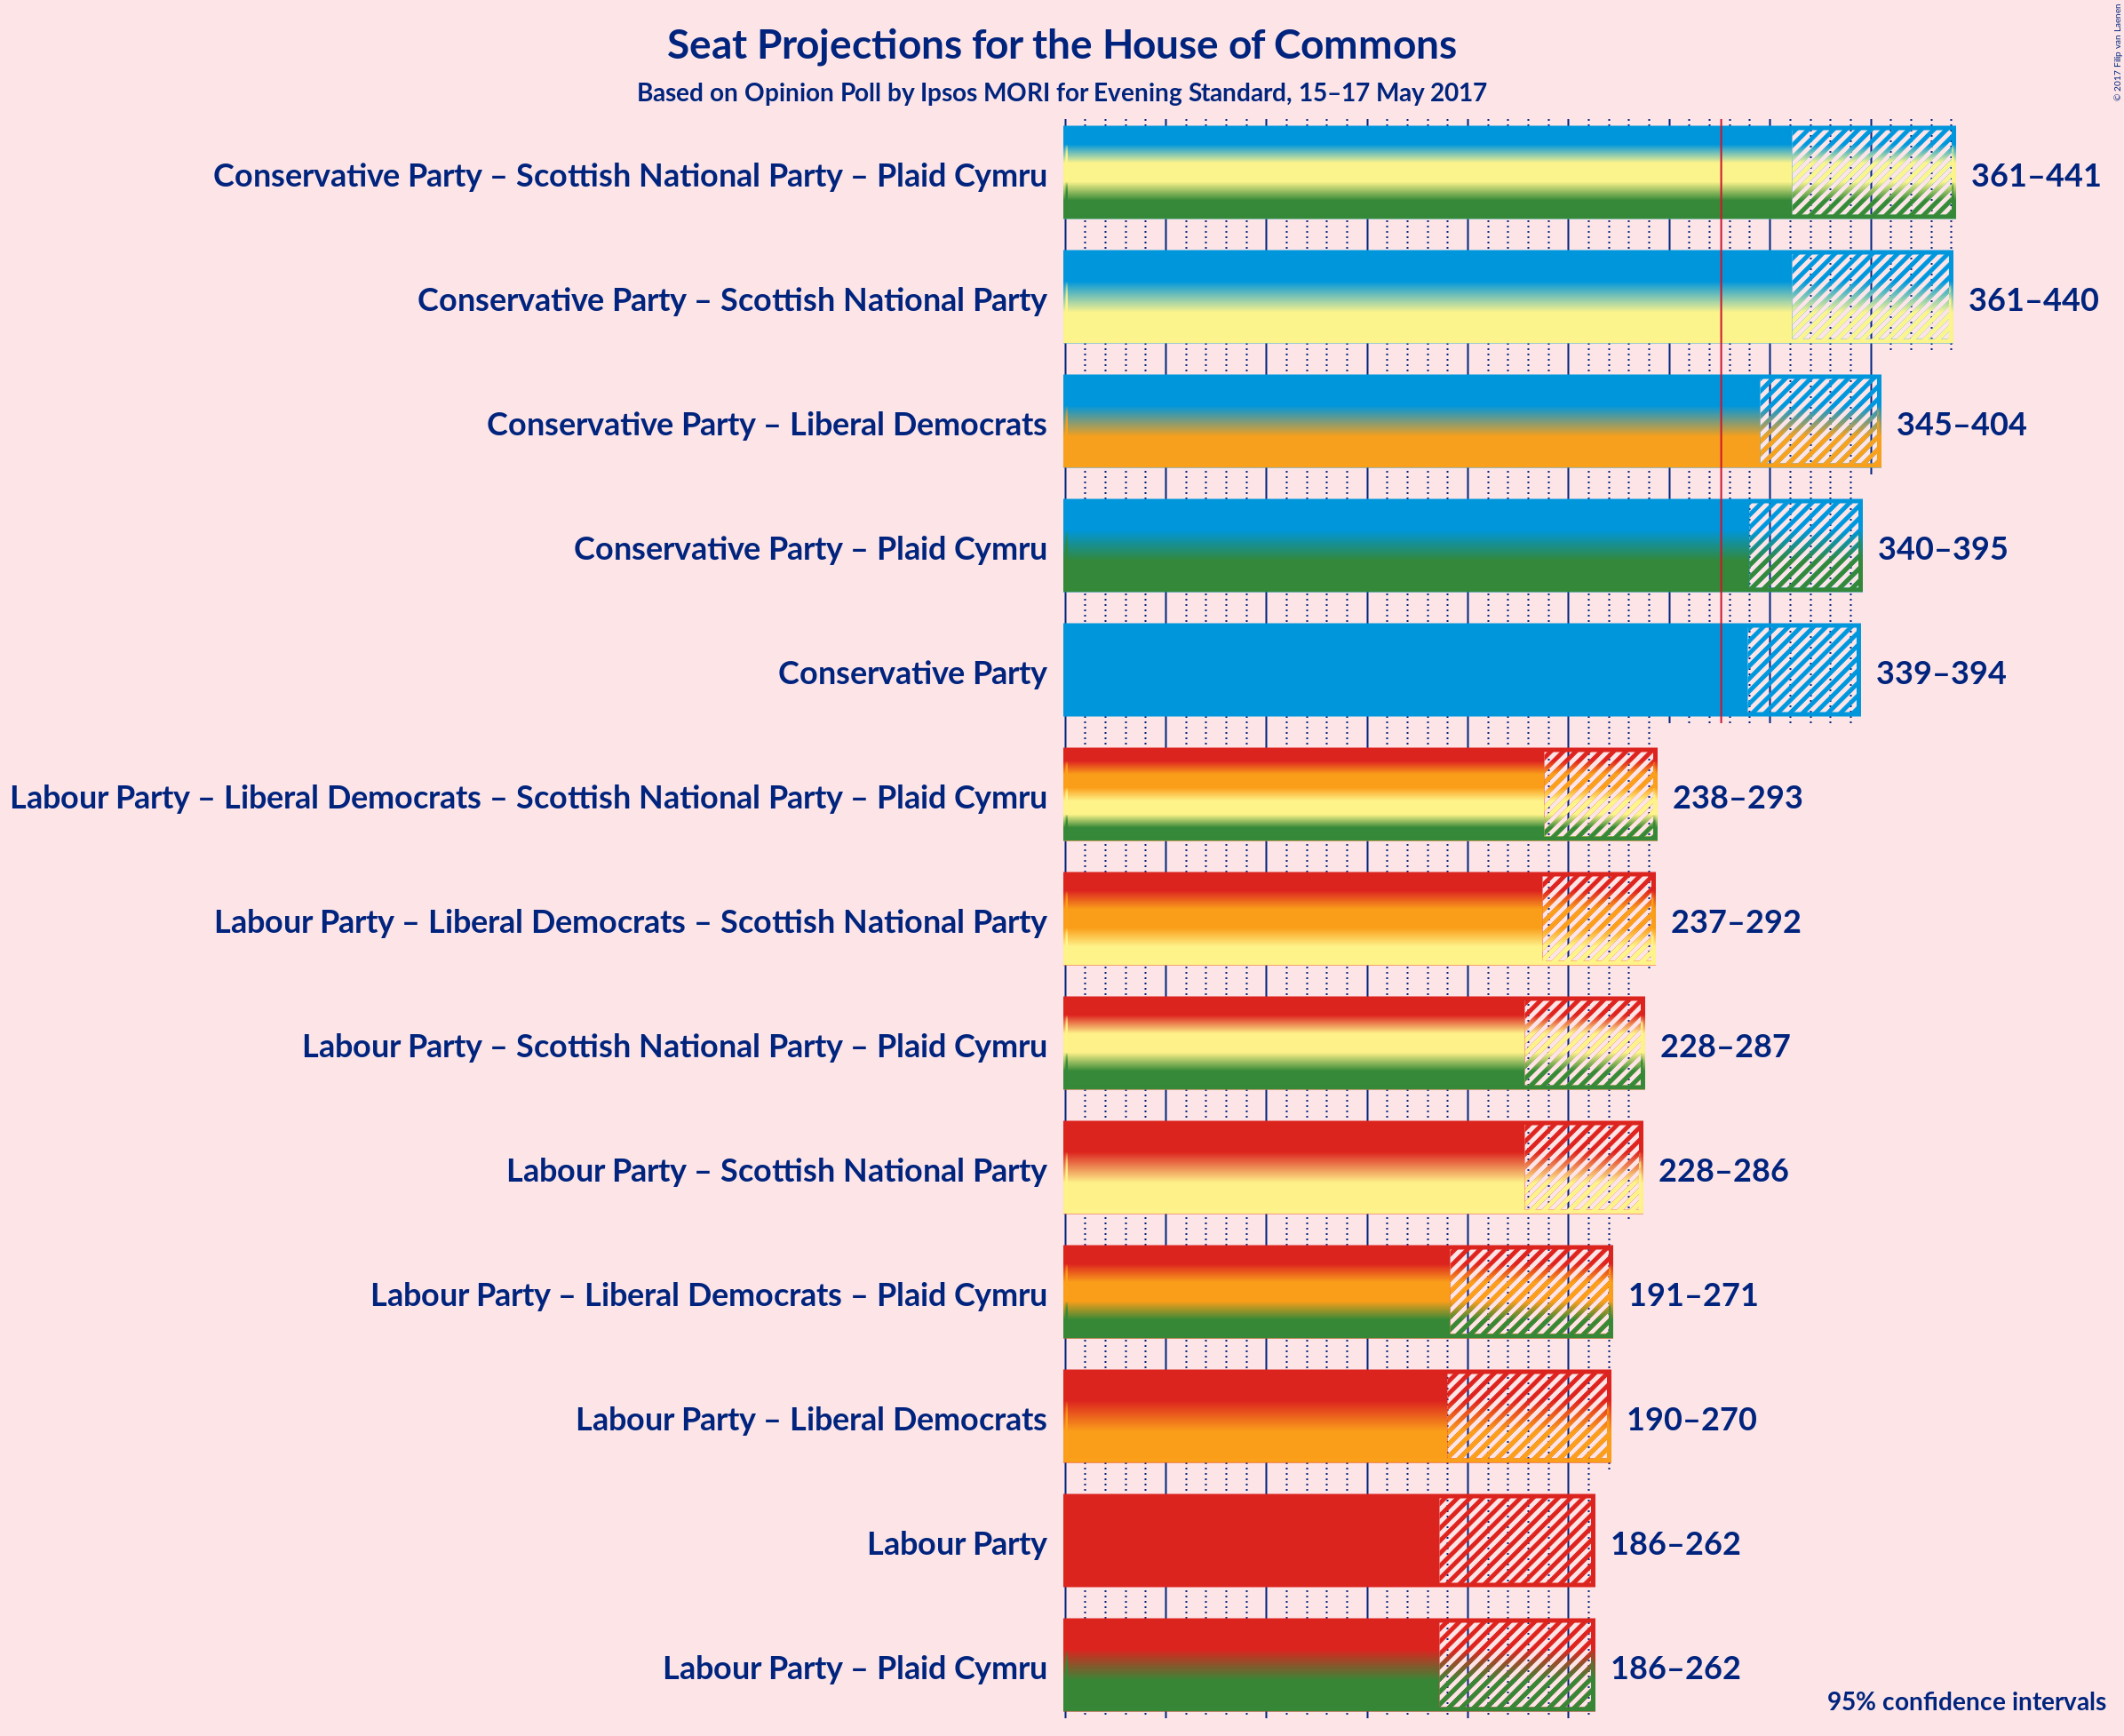 Seat Projections for the House of Commons
Based on Opinion Poll by Ipsos MORI for Evening Standard, 15–17 May 2017
© 2017 Filip van Laenen
Conservative Party – Scottish National Party – Plaid Cymru 361–441
Conservative Party – Scottish National Party 361–440
Conservative Party – Liberal Democrats 345–404
Conservative Party – Plaid Cymru 340–395
Conservative Party 339–394
Labour Party – Liberal Democrats – Scottish National Party – Plaid Cymru 238–293
Labour Party – Liberal Democrats – Scottish National Party 237–292
Labour Party – Scottish National Party – Plaid Cymru 228–287
Labour Party – Scottish National Party 228–286
Labour Party – Liberal Democrats – Plaid Cymru 191–271
Labour Party – Liberal Democrats 190–270
Labour Party 186–262
Labour Party – Plaid Cymru 186–262
95% confidence intervals